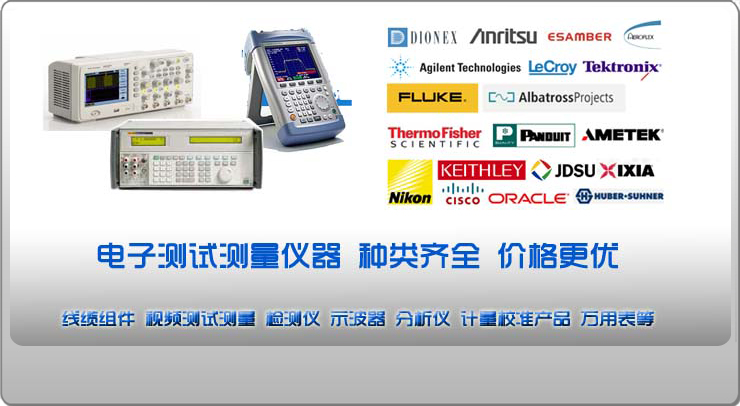 DIONEX Anritsu ESAMBER AEROFLEX
Agilent Technologies LeCroy Tektronix
FLUKE AlbatrossProjects
ThermoFisher SCIENTIFIC PANDUIT AMETEK
Nikon KEITHLEY JDSU IXIA
CISCO ORACLE HUBER+SUHNER
电子测试测量仪器 种类齐全 价格更优
线缆组件 视频测试测量 检测仪 示波器 分析仪 计量校准产品 万用表等